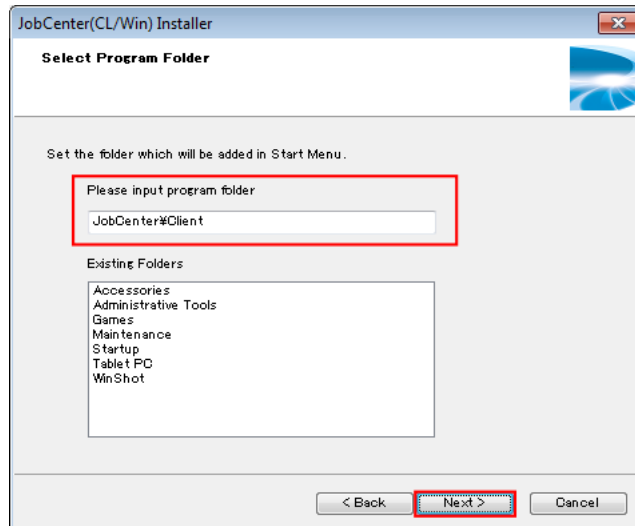 JobCenter(CL/Win) Installer
Select Program Folder
Set the folder which will be added in Start Menu.
Please input program folder
JobCenter¥Client
Existing Folders
Accessories
Administrative Tools
Games
Maintenance
Startup
Tablet PC
WinShot
< Back
Next >
Cancel